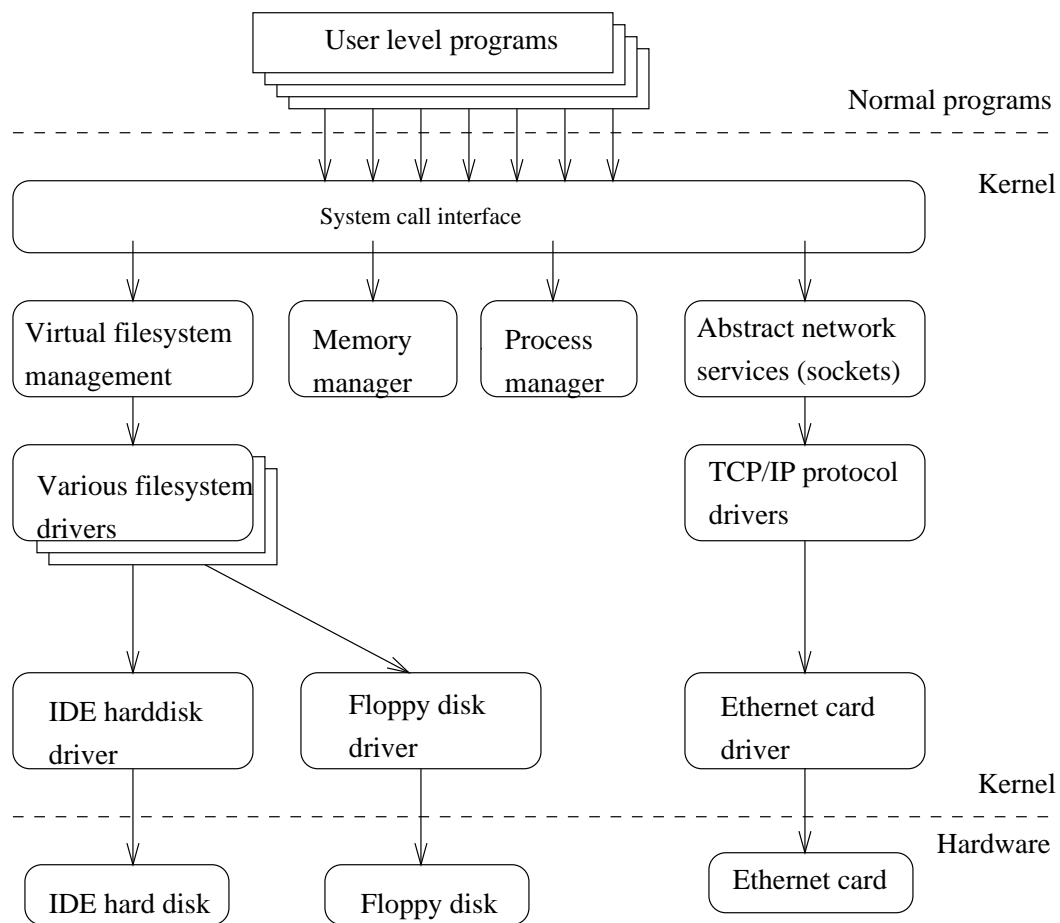 User level programs
Normal programs
Kernel
System call interface
Virtual filesystem
management
Memory
manager
Process
manager
Abstract network
services (sockets)
Various filesystem
drivers
TCP/IP protocol
drivers
IDE harddisk
driver
Floppy disk
driver
Ethernet card
driver
Kernel
Hardware
IDE hard disk
Floppy disk
Ethernet card